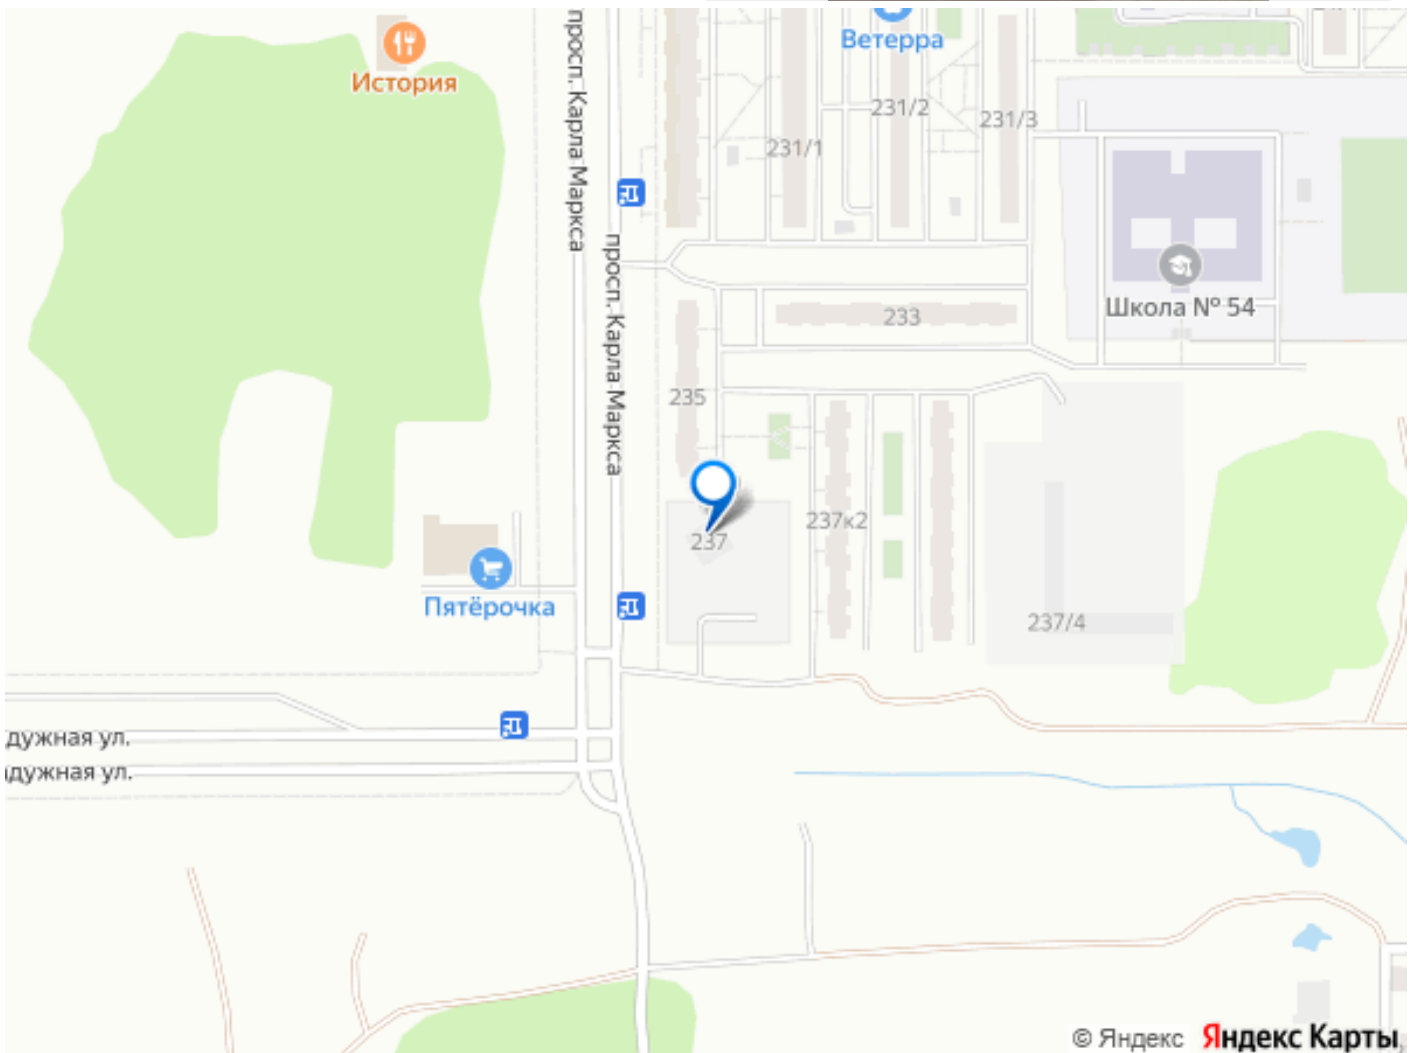 История
просп. Карла Маркса
просп. Карла Маркса
Ветерра
231/1
231/2
231/3
Школа № 54
233
235
237
237к2
237/4
Пятёрочка
дужная ул.
дужная ул.
© Яндекс Яндекс Карты